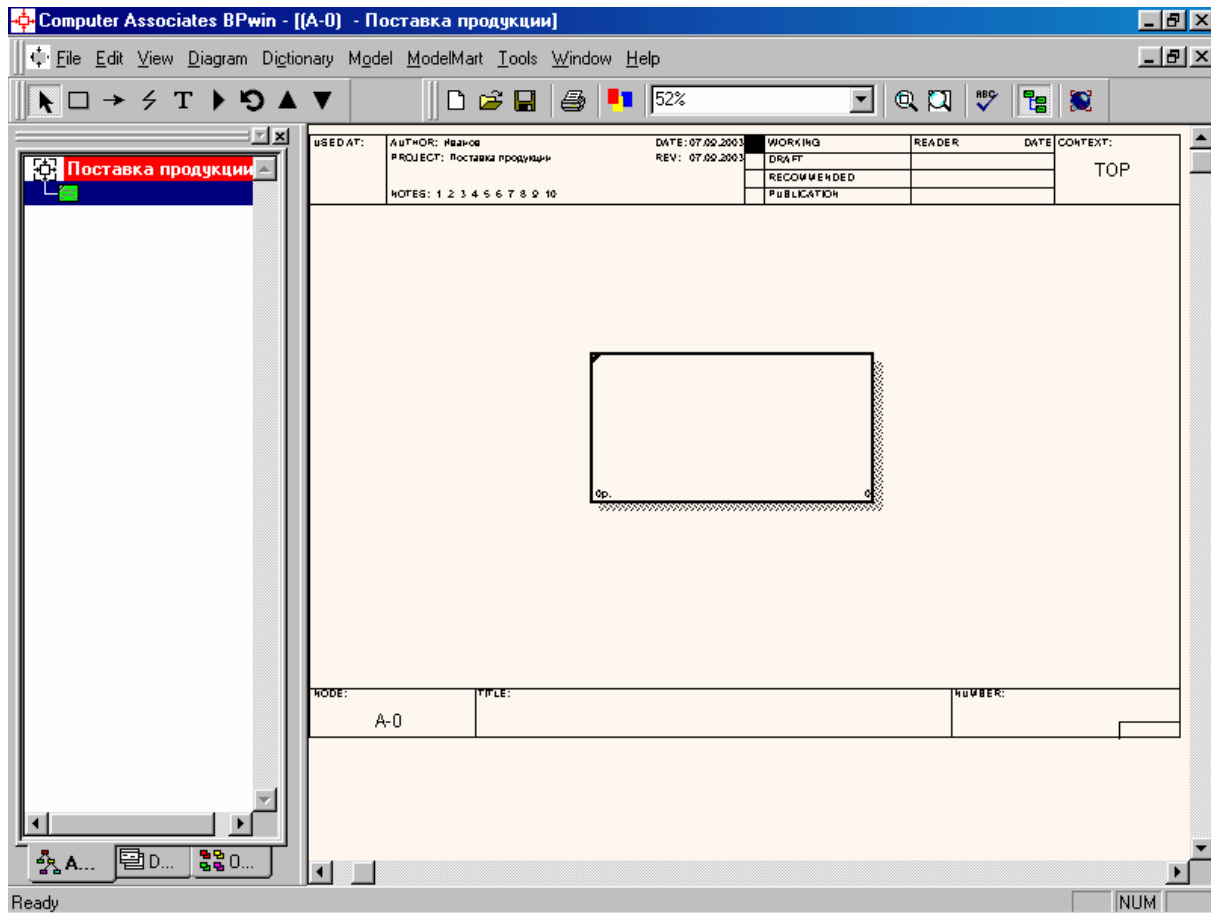 Computer Associates BPwin - [(A-0) - Поставка продукции]
File Edit View Diagram Dictionary Model ModelMart Tools Window Help
T 52% ABC
USED AT: AUTHOR: Иванов DATE: 07.09.2003 WORKING READER DATE CONTEXT:
PROJECT: Поставка продукции REV: 07.09.2003 DRAFT
TOP
RECOMMENDED
NOTES: 1 2 3 4 5 6 7 8 9 10 PUBLICATION
Поставка продукции
0р. 0
NODE: TITLE: NUMBER:
A-0
A... D... O...
Ready NUM